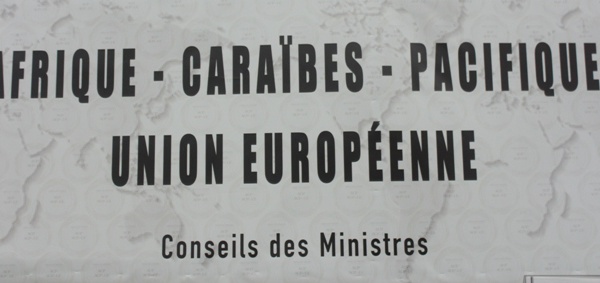 AFRIQUE - CARAÏBES - PACIFIQUE
UNION EUROPÉENNE
Conseils des Ministres